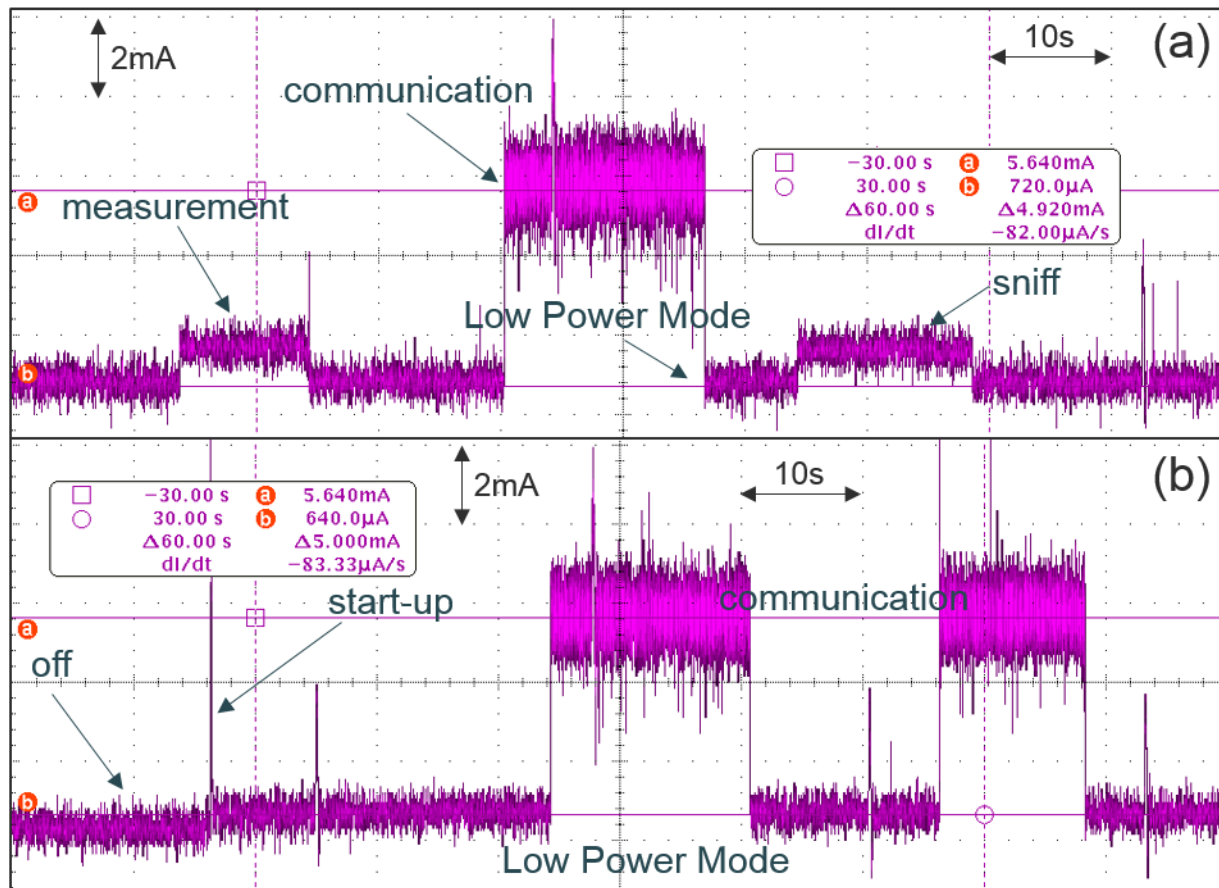 2mA
10s
(a)
communication
□ −30.00 s a 5.640mA
○ 30.00 s b 720.0µA
Δ60.00 s Δ4.920mA
dI/dt −82.00µA/s
a
measurement
sniff
Low Power Mode
b
2mA
10s
(b)
□ −30.00 s a 5.640mA
○ 30.00 s b 640.0µA
Δ60.00 s Δ5.000mA
dI/dt −83.33µA/s
start-up
communication
a
off
b
Low Power Mode